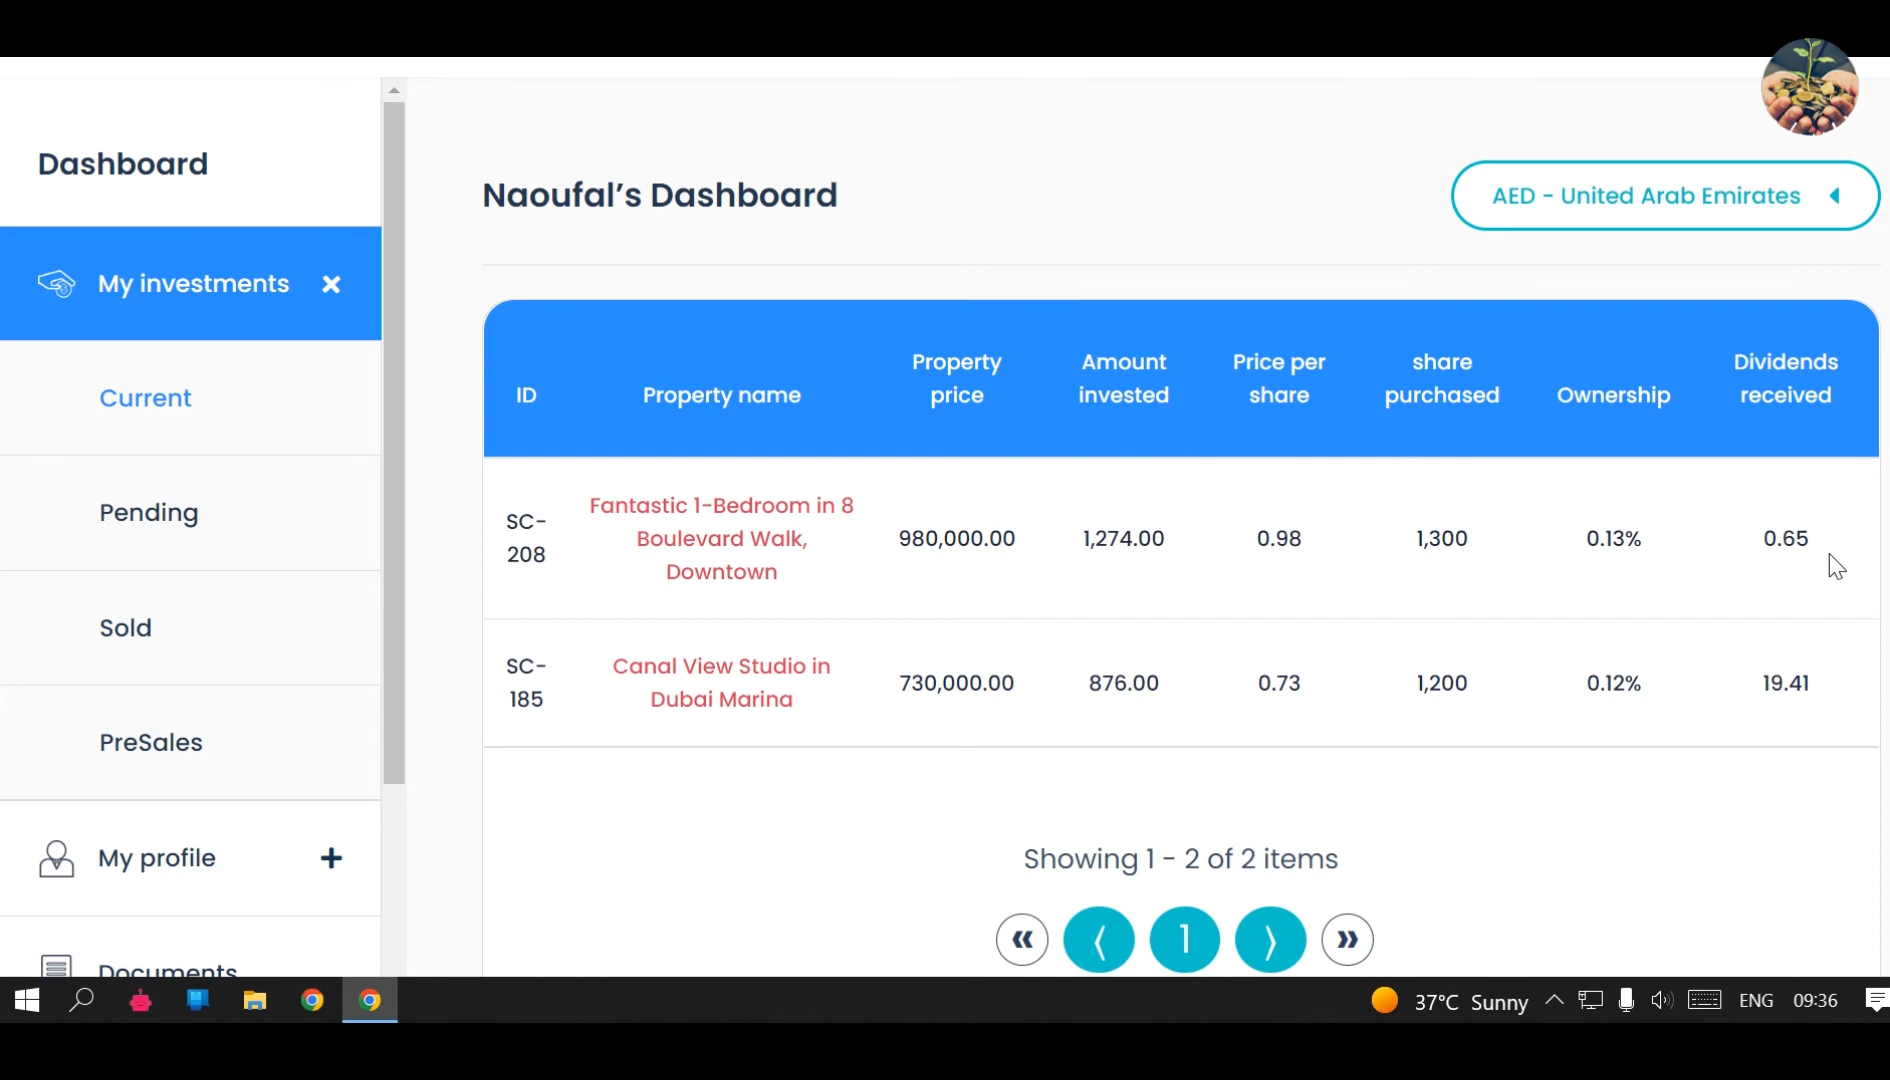 Dashboard
My investments
Current
Pending
Sold
PreSales
My profile
Documents
Naoufal’s Dashboard
AED - United Arab Emirates
ID
Property name
Property
price
Amount
invested
Price per
share
share
purchased
Ownership
Dividends
received
SC-
208
Fantastic 1-Bedroom in 8
Boulevard Walk,
Downtown
980,000.00
1,274.00
0.98
1,300
0.13%
0.65
SC-
185
Canal View Studio in
Dubai Marina
730,000.00
876.00
0.73
1,200
0.12%
19.41
Showing 1 - 2 of 2 items
1
37°C Sunny
ENG
09:36